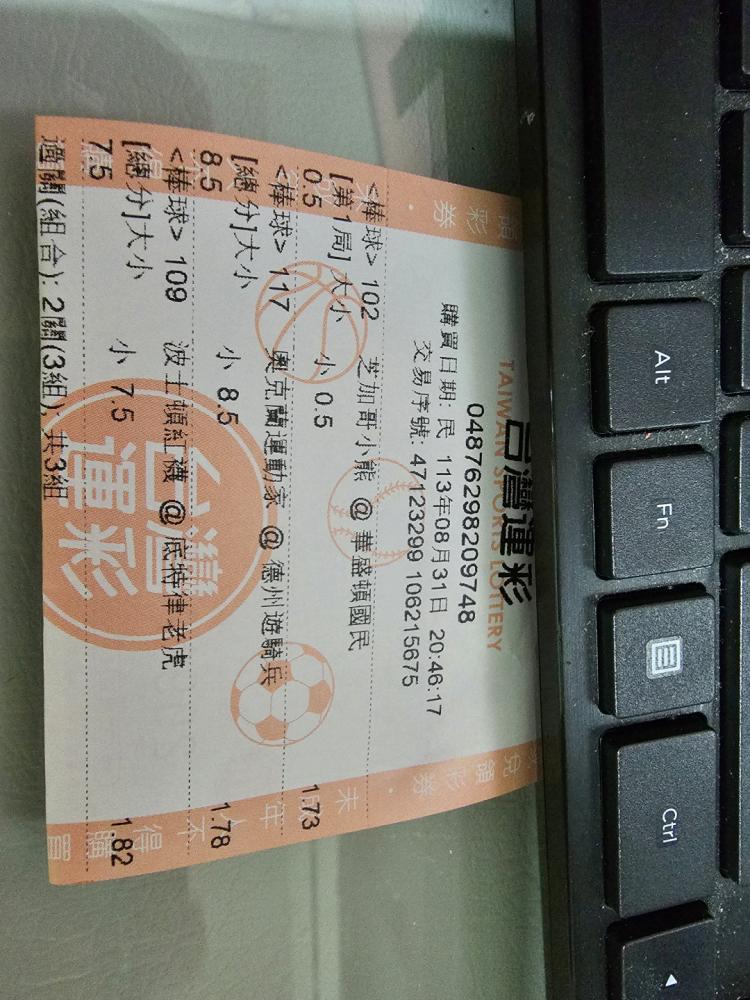 台灣運彩
TAIWAN SPORTS LOTTERY
04876298209748
購買日期: 民 113年08月31日 20:46:17
交易序號: 47123299 106215675
<棒球> 102 芝加哥小熊 @ 華盛頓國民
[第1局] 大小 小 0.5 1.73
0.5
<棒球> 117 奧克蘭運動家 @ 德州遊騎兵
[總分]大小 小 8.5 1.78
8.5
<棒球> 109 波士頓紅襪 @ 底特律老虎
[總分]大小 小 7.5 1.82
7.5
過關(組合): 2關(3組); 共3組
台灣
運彩
Alt
Fn
Ctrl